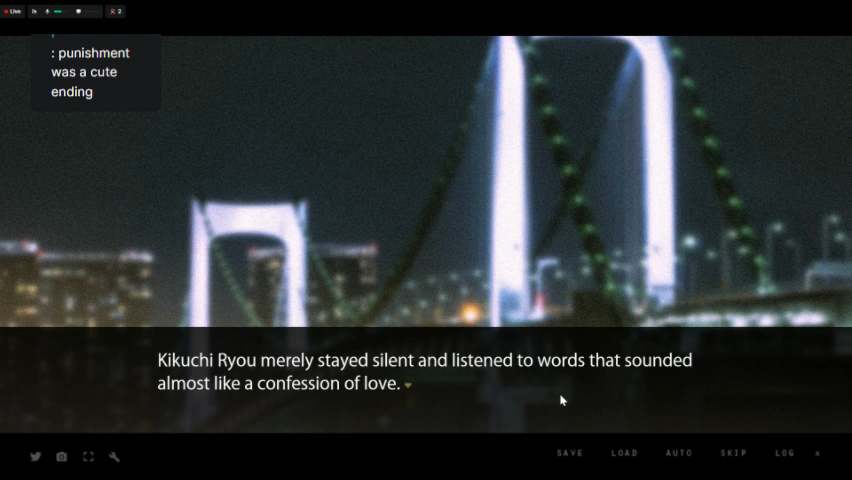 Live 1x 2
: punishment
was a cute
ending
Kikuchi Ryou merely stayed silent and listened to words that sounded
almost like a confession of love.
SAVE LOAD AUTO SKIP LOG x